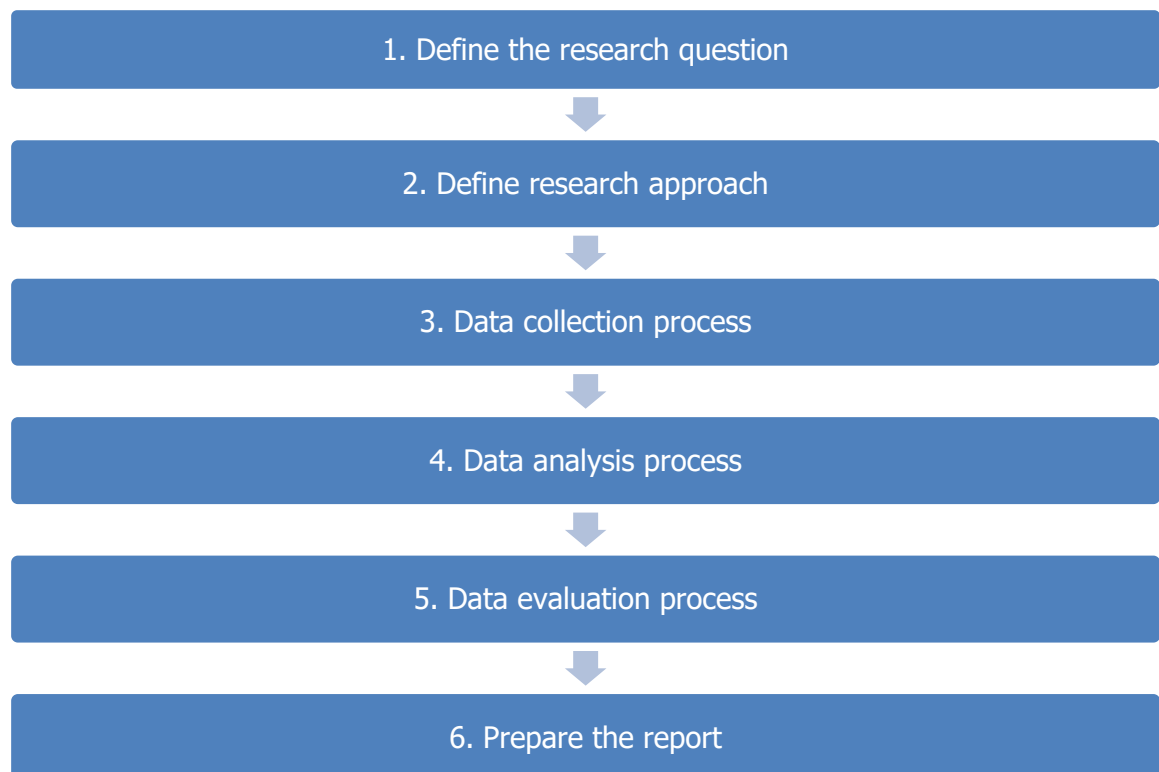 1. Define the research question
2. Define research approach
3. Data collection process
4. Data analysis process
5. Data evaluation process
6. Prepare the report